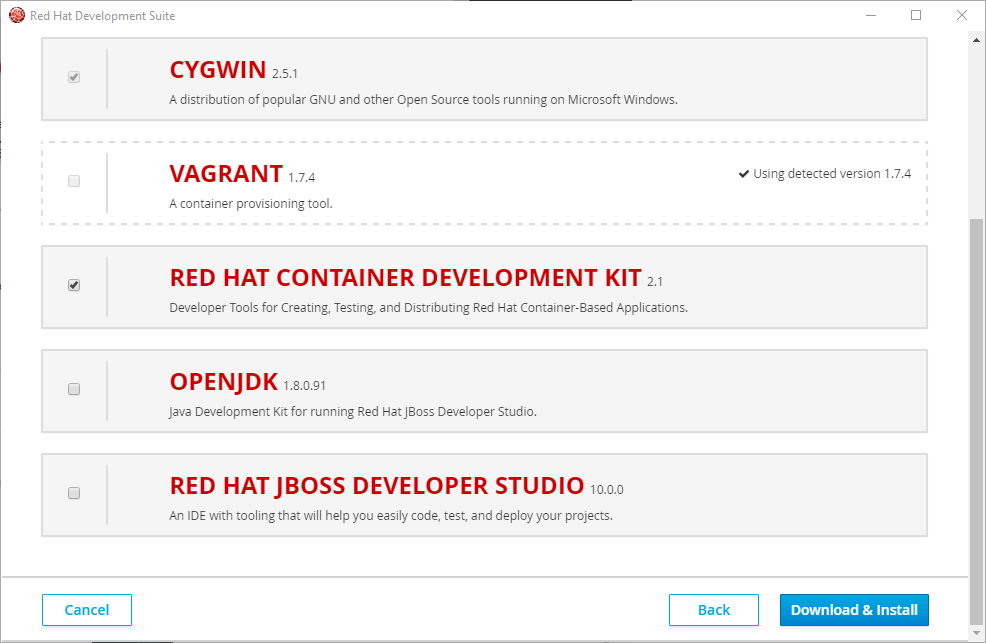 Red Hat Development Suite
CYGWIN 2.5.1
A distribution of popular GNU and other Open Source tools running on Microsoft Windows.
VAGRANT 1.7.4
Using detected version 1.7.4
A container provisioning tool.
RED HAT CONTAINER DEVELOPMENT KIT 2.1
Developer Tools for Creating, Testing, and Distributing Red Hat Container-Based Applications.
OPENJDK 1.8.0.91
Java Development Kit for running Red Hat JBoss Developer Studio.
RED HAT JBOSS DEVELOPER STUDIO 10.0.0
An IDE with tooling that will help you easily code, test, and deploy your projects.
Cancel
Back
Download & Install